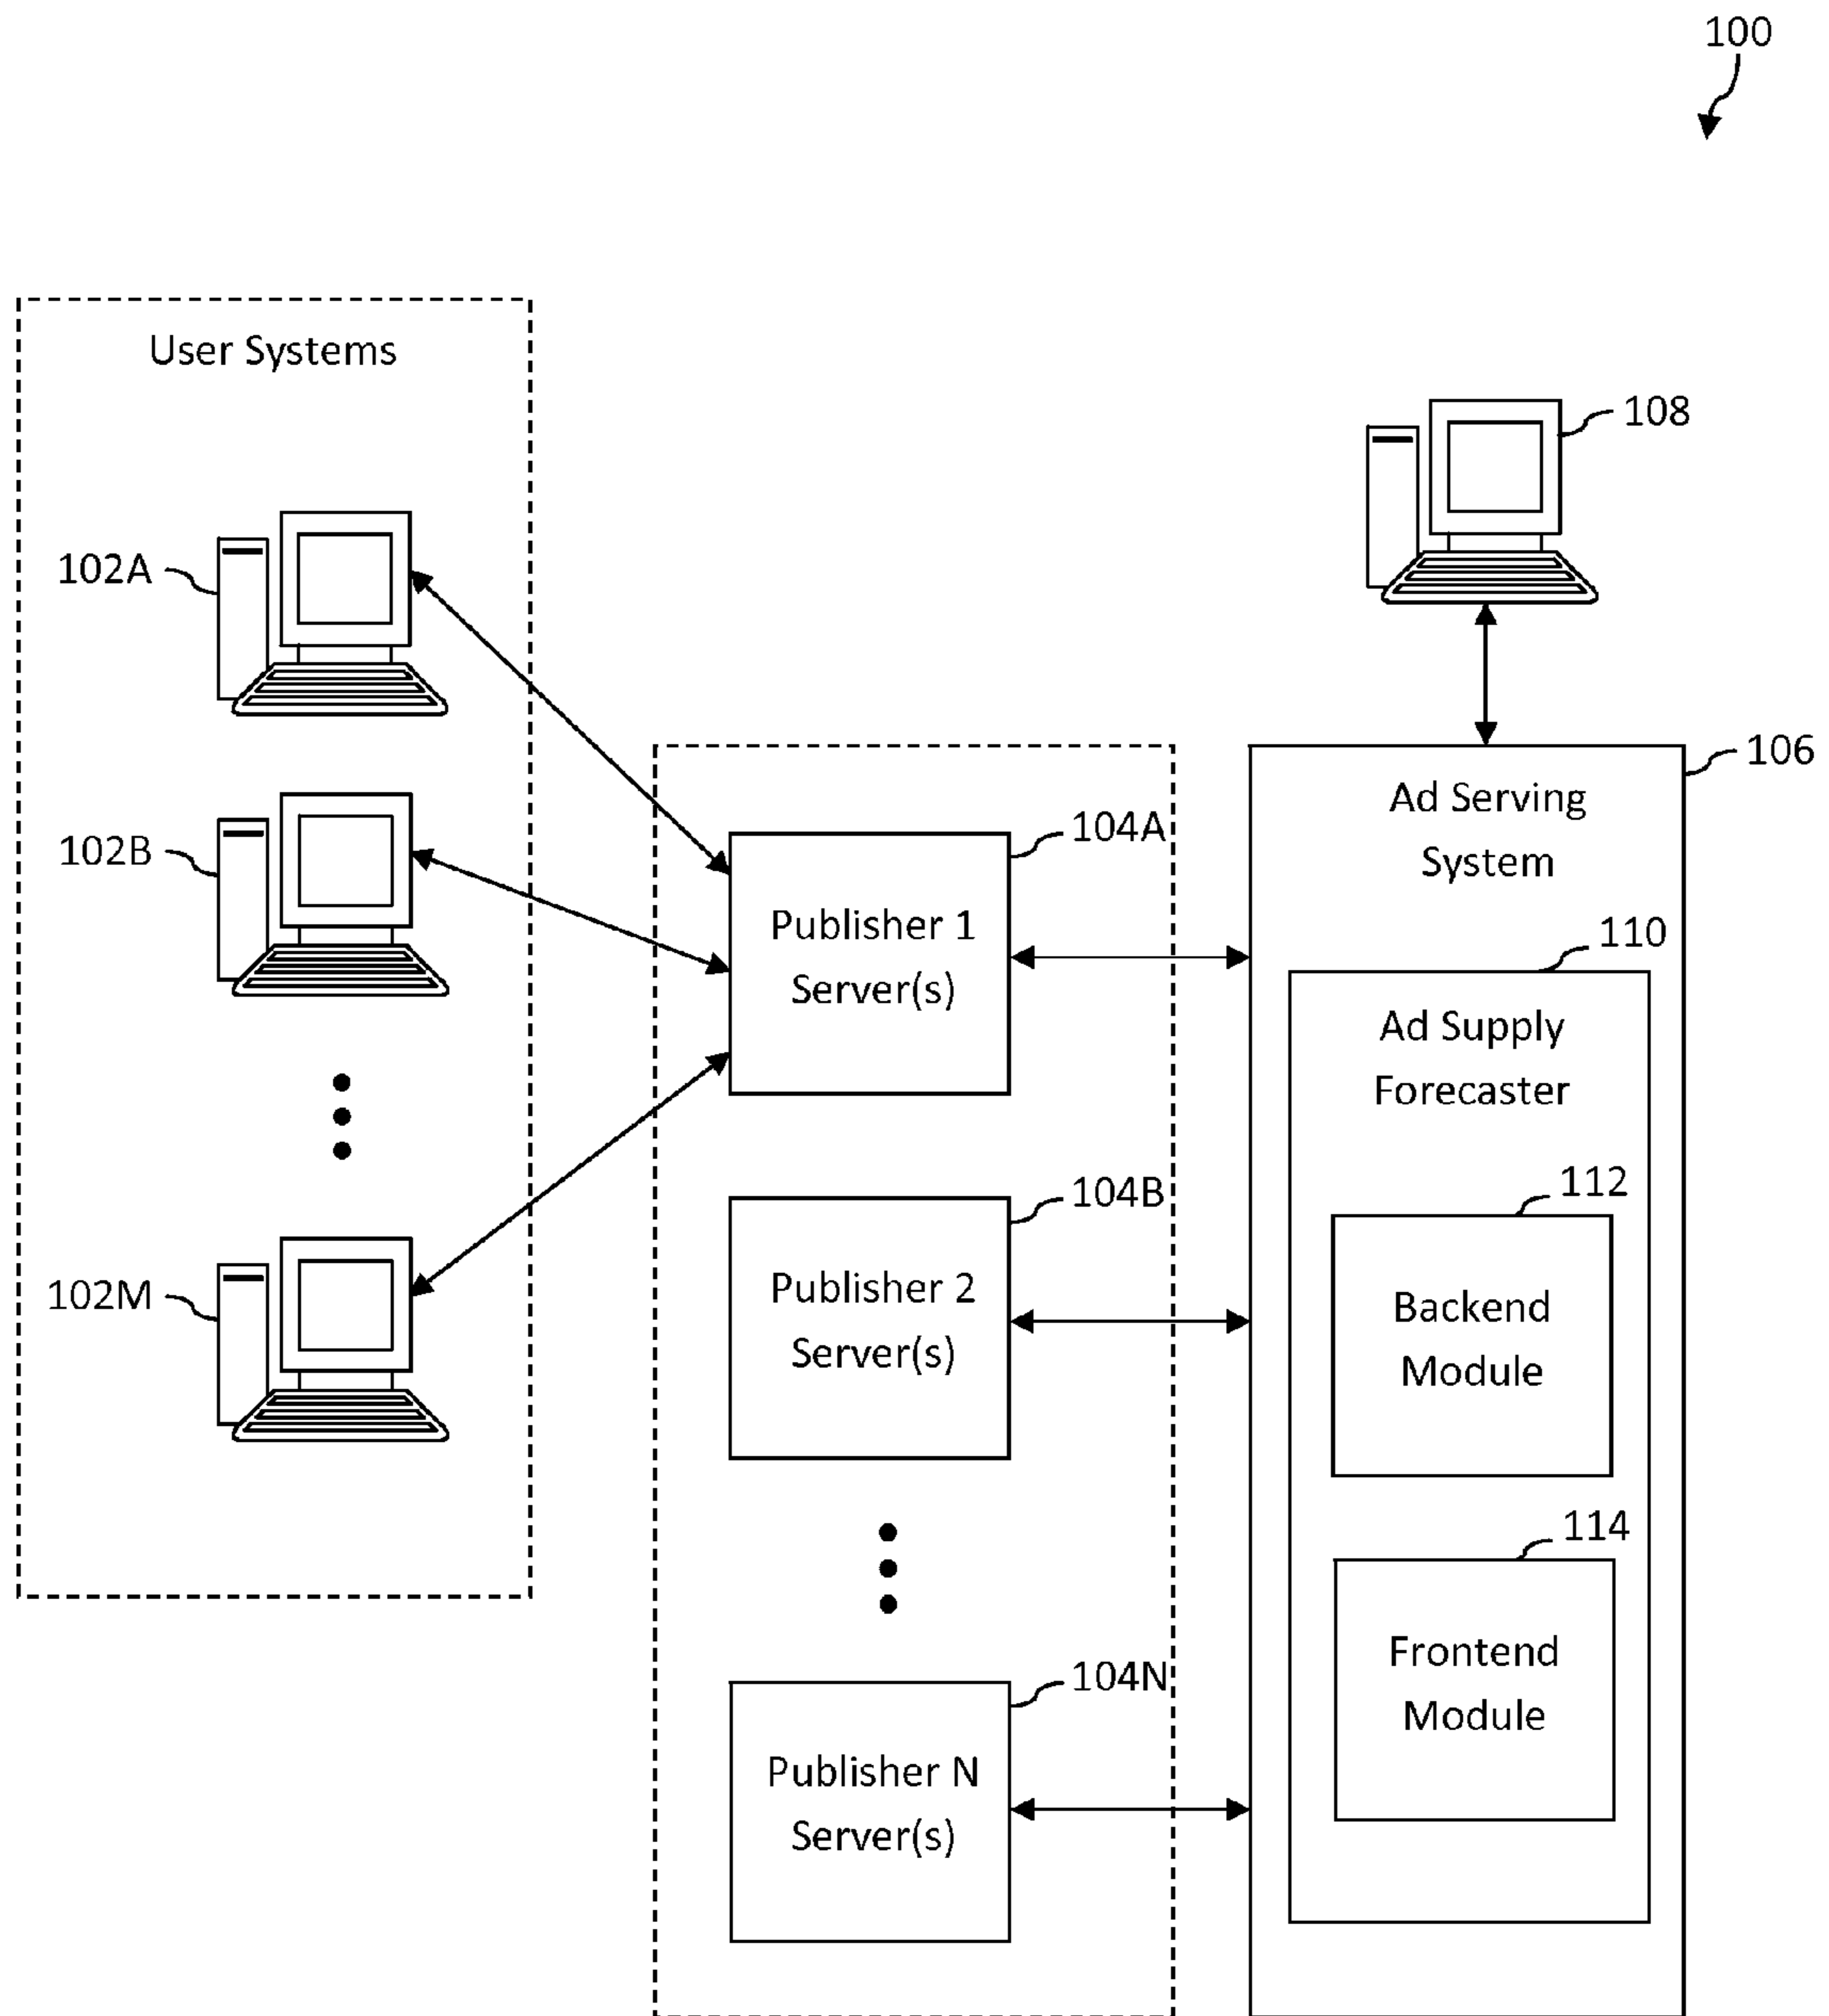 100
User Systems
108
102A
106
Ad Serving
System
104A
102B
Publisher 1
Server(s)
110
Ad Supply
Forecaster
104B
112
Publisher 2
Server(s)
102M
Backend
Module
114
104N
Frontend
Module
Publisher N
Server(s)